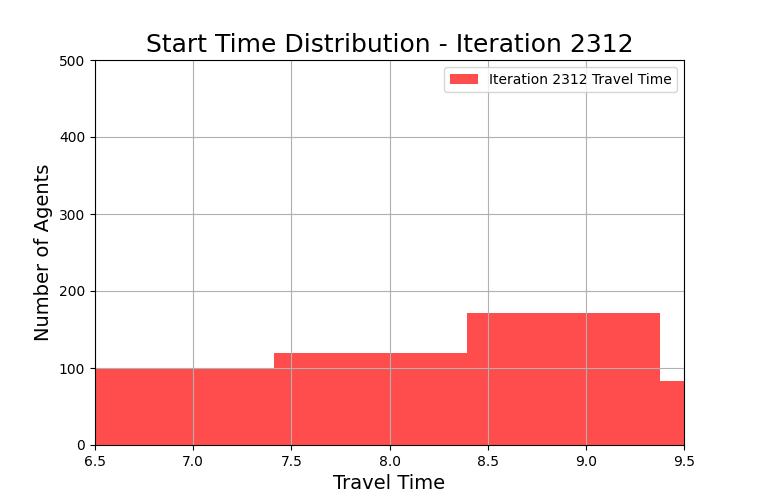 Start Time Distribution - Iteration 2312
Iteration 2312 Travel Time
500
400
300
200
100
0
Number of Agents
6.5 7.0 7.5 8.0 8.5 9.0 9.5
Travel Time